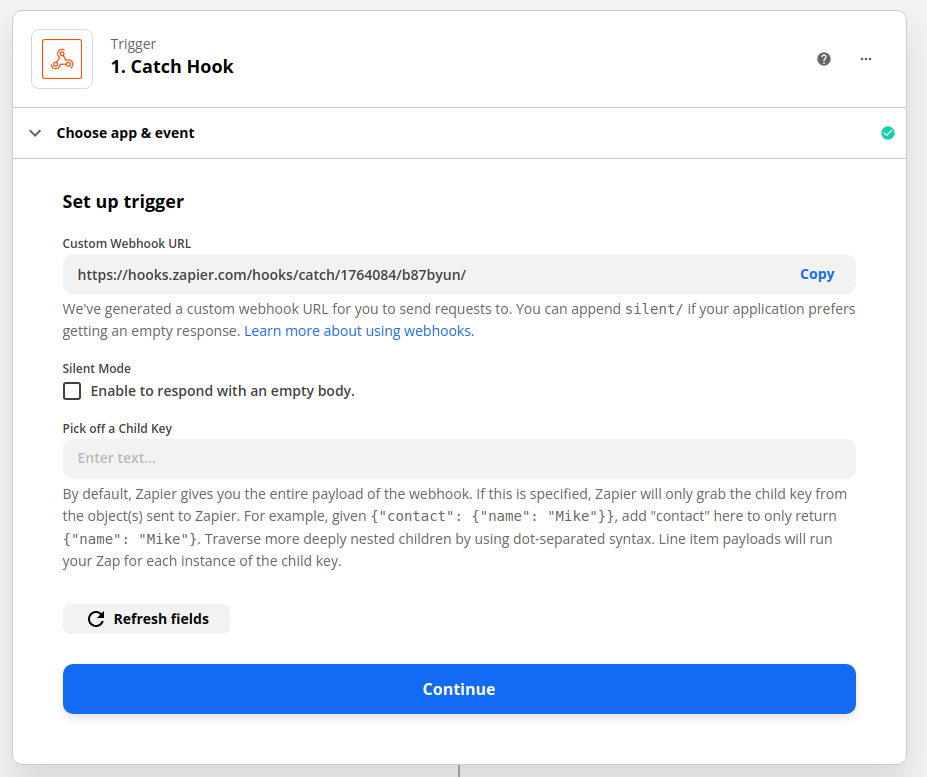 Trigger
1. Catch Hook
Choose app & event
Set up trigger
Custom Webhook URL
https://hooks.zapier.com/hooks/catch/1764084/b87byun/
Copy
We've generated a custom webhook URL for you to send requests to. You can append silent/ if your application prefers
getting an empty response. Learn more about using webhooks.
Silent Mode
Enable to respond with an empty body.
Pick off a Child Key
Enter text...
By default, Zapier gives you the entire payload of the webhook. If this is specified, Zapier will only grab the child key from
the object(s) sent to Zapier. For example, given {"contact": {"name": "Mike"}}, add "contact" here to only return
{"name": "Mike"}. Traverse more deeply nested children by using dot-separated syntax. Line item payloads will run
your Zap for each instance of the child key.
Refresh fields
Continue